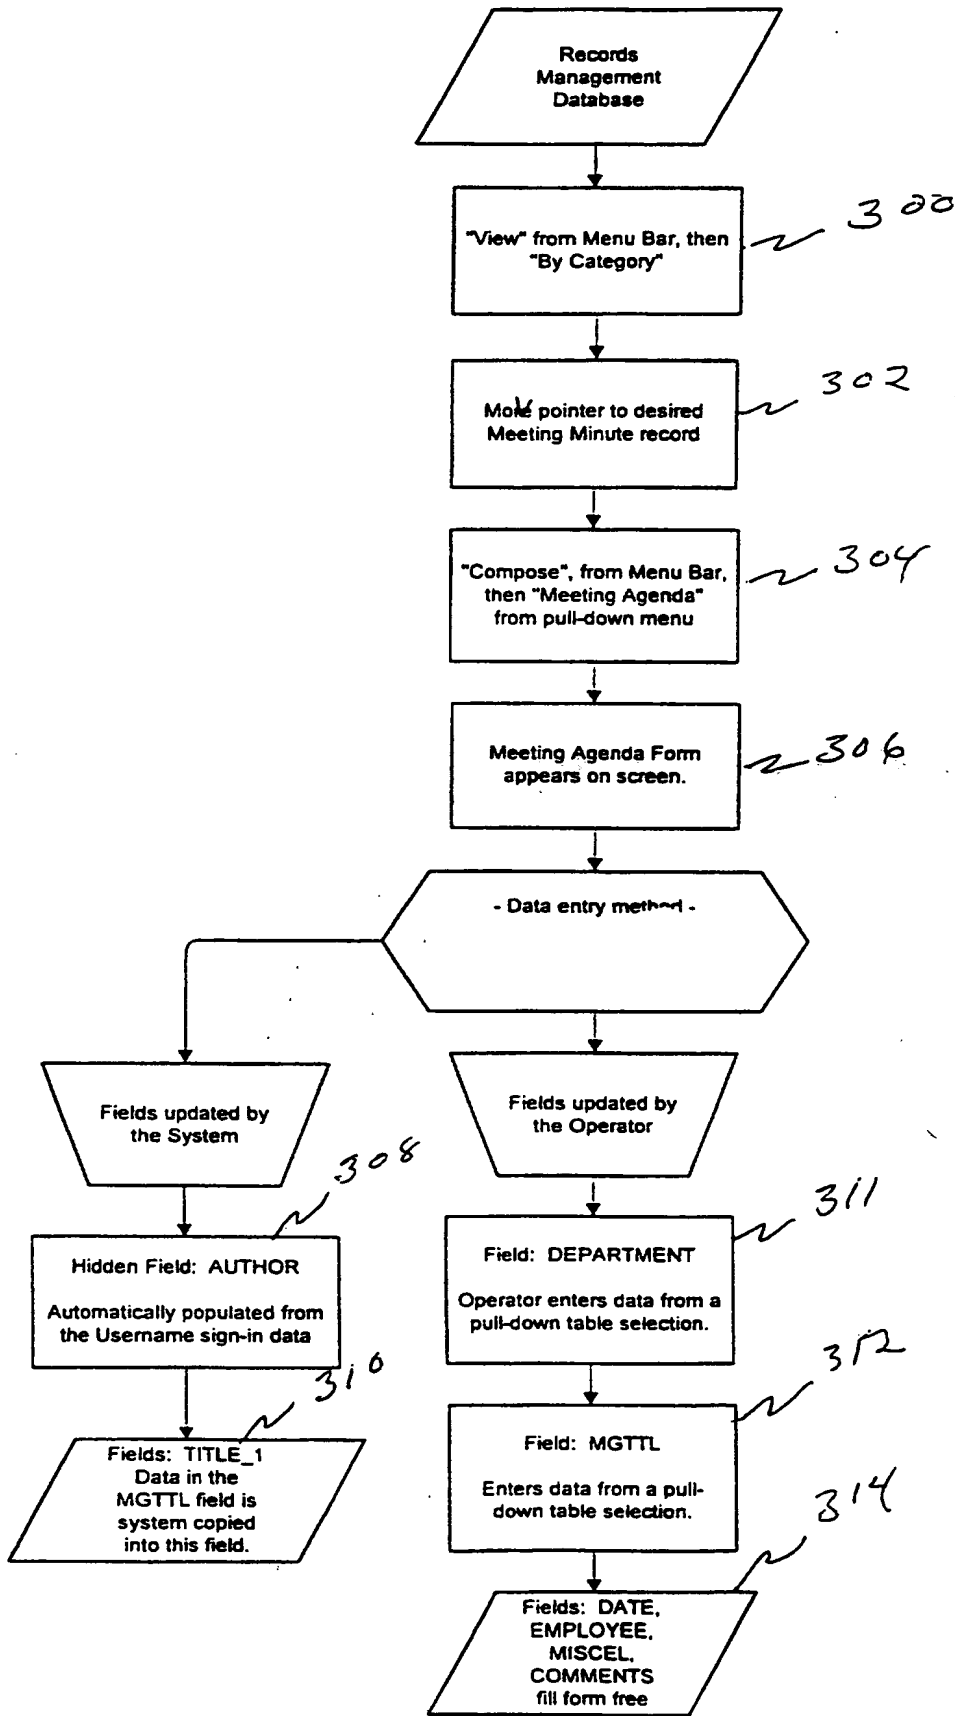 Records
Management
Database
"View" from Menu Bar, then
"By Category"
300
Move pointer to desired
Meeting Minute record
302
"Compose", from Menu Bar,
then "Meeting Agenda"
from pull-down menu
304
Meeting Agenda Form
appears on screen.
306
- Data entry method -
Fields updated by
the System
Fields updated by
the Operator
308
Hidden Field: AUTHOR
Automatically populated from
the Username sign-in data
311
Field: DEPARTMENT
Operator enters data from a
pull-down table selection.
310
Fields: TITLE_1
Data in the
MGTTL field is
system copied
into this field.
312
Field: MGTTL
Enters data from a pull-
down table selection.
314
Fields: DATE,
EMPLOYEE,
MISCEL,
COMMENTS
fill form free